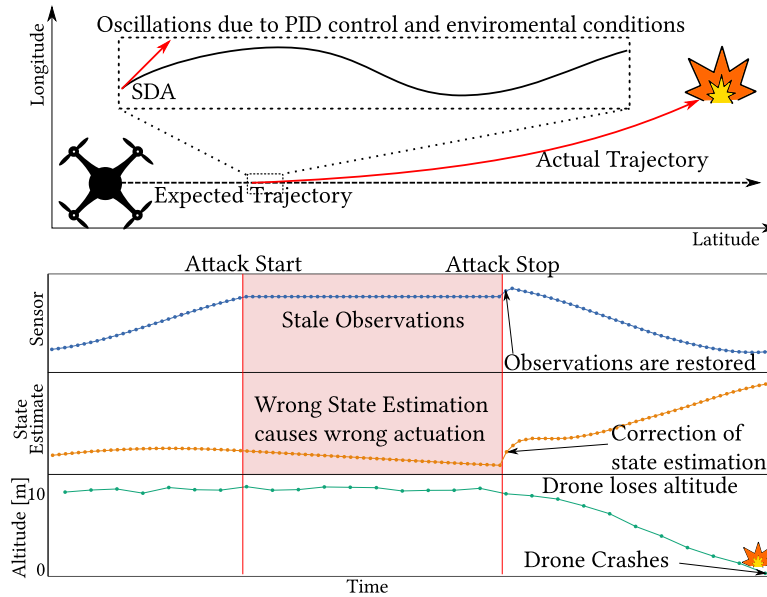 Oscillations due to PID control and enviromental conditions
Longitude
SDA
Actual Trajectory
Expected Trajectory
Latitude
Attack Start
Attack Stop
Sensor
Stale Observations
Observations are restored
State
Estimate
Wrong State Estimation
causes wrong actuation
Correction of
state estimation
Altitude [m]
10
Drone loses altitude
Drone Crashes
0
Time